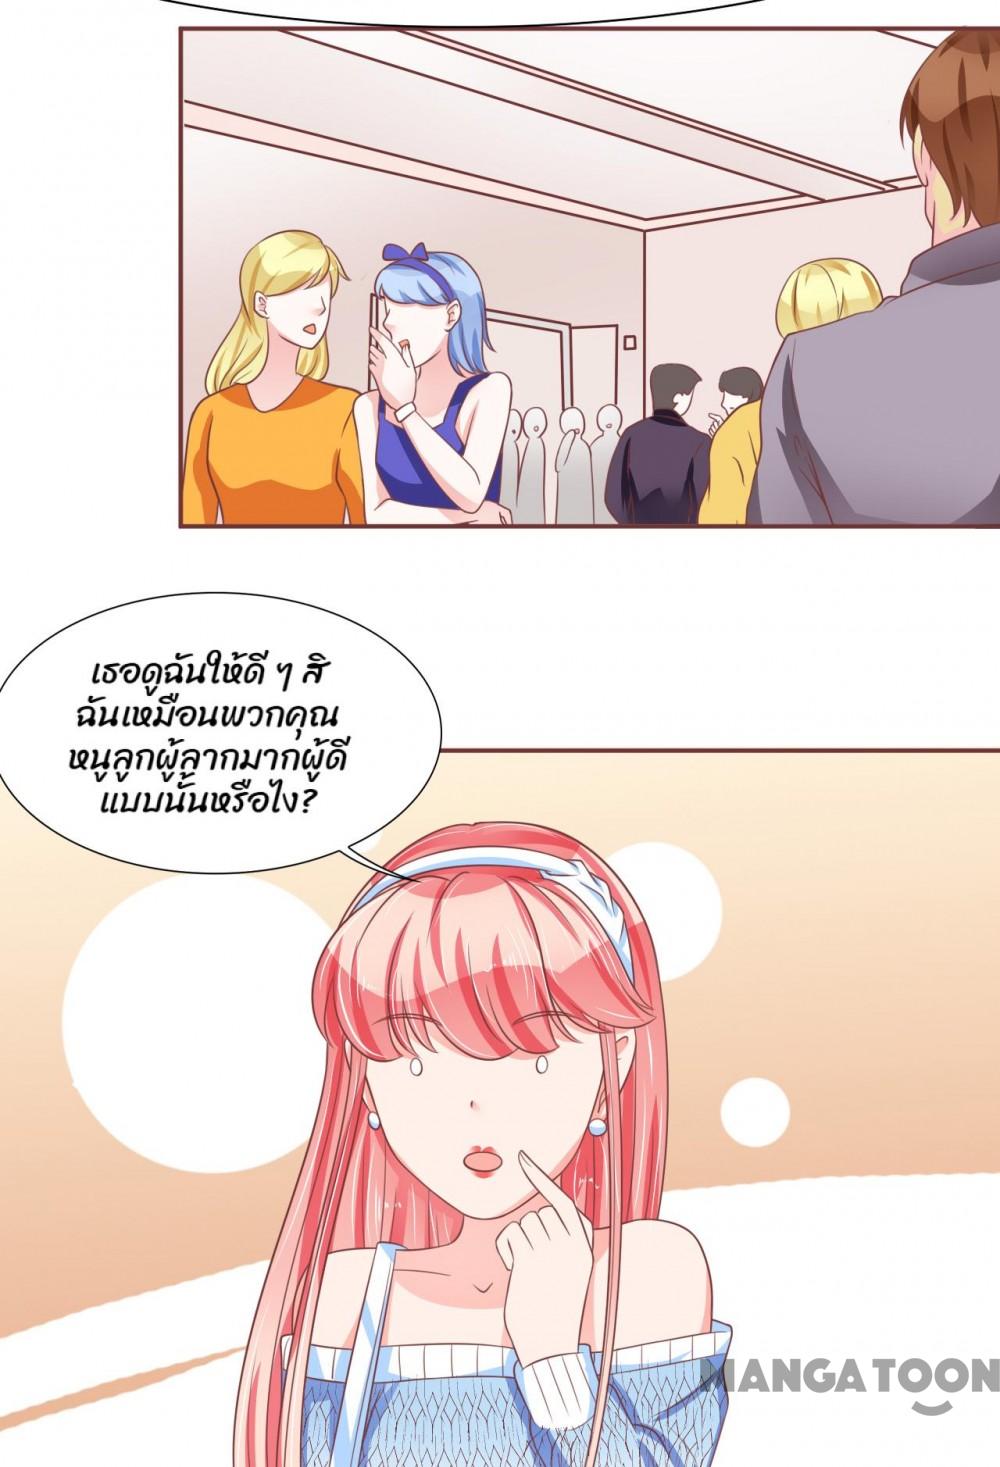 เธอดูฉันให้ดี ๆ สิ
ฉันเหมือนพวกคุณ
หนูลูกผู้ลากมากผู้ดี
แบบนั้นหรือไง?
MANGATOON